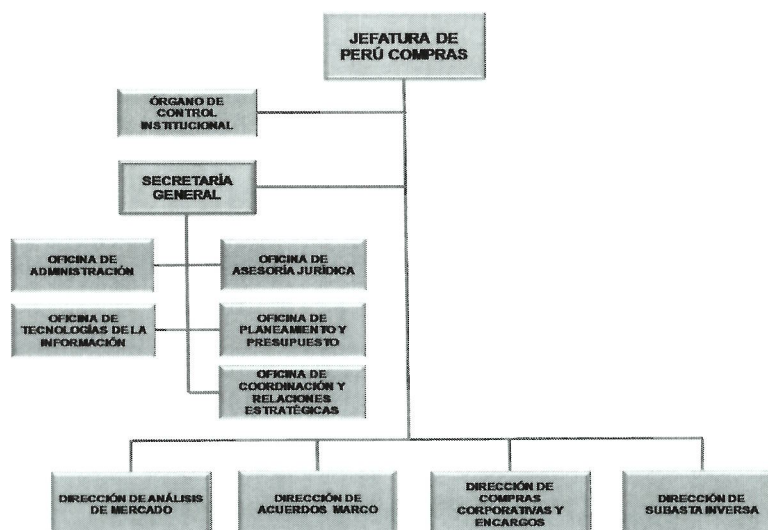 JEFATURA DE
PERÚ COMPRAS
ÓRGANO DE
CONTROL
INSTITUCIONAL
SECRETARÍA
GENERAL
OFICINA DE
ADMINISTRACIÓN
OFICINA DE
ASESORÍA JURÍDICA
OFICINA DE
TECNOLOGÍAS DE LA
INFORMACIÓN
OFICINA DE
PLANEAMIENTO Y
PRESUPUESTO
OFICINA DE
COORDINACIÓN Y
RELACIONES
ESTRATÉGICAS
DIRECCIÓN DE ANÁLISIS
DE MERCADO
DIRECCIÓN DE
ACUERDOS MARCO
DIRECCIÓN DE
COMPRAS
CORPORATIVAS Y
ENCARGOS
DIRECCIÓN DE
SUBASTA INVERSA